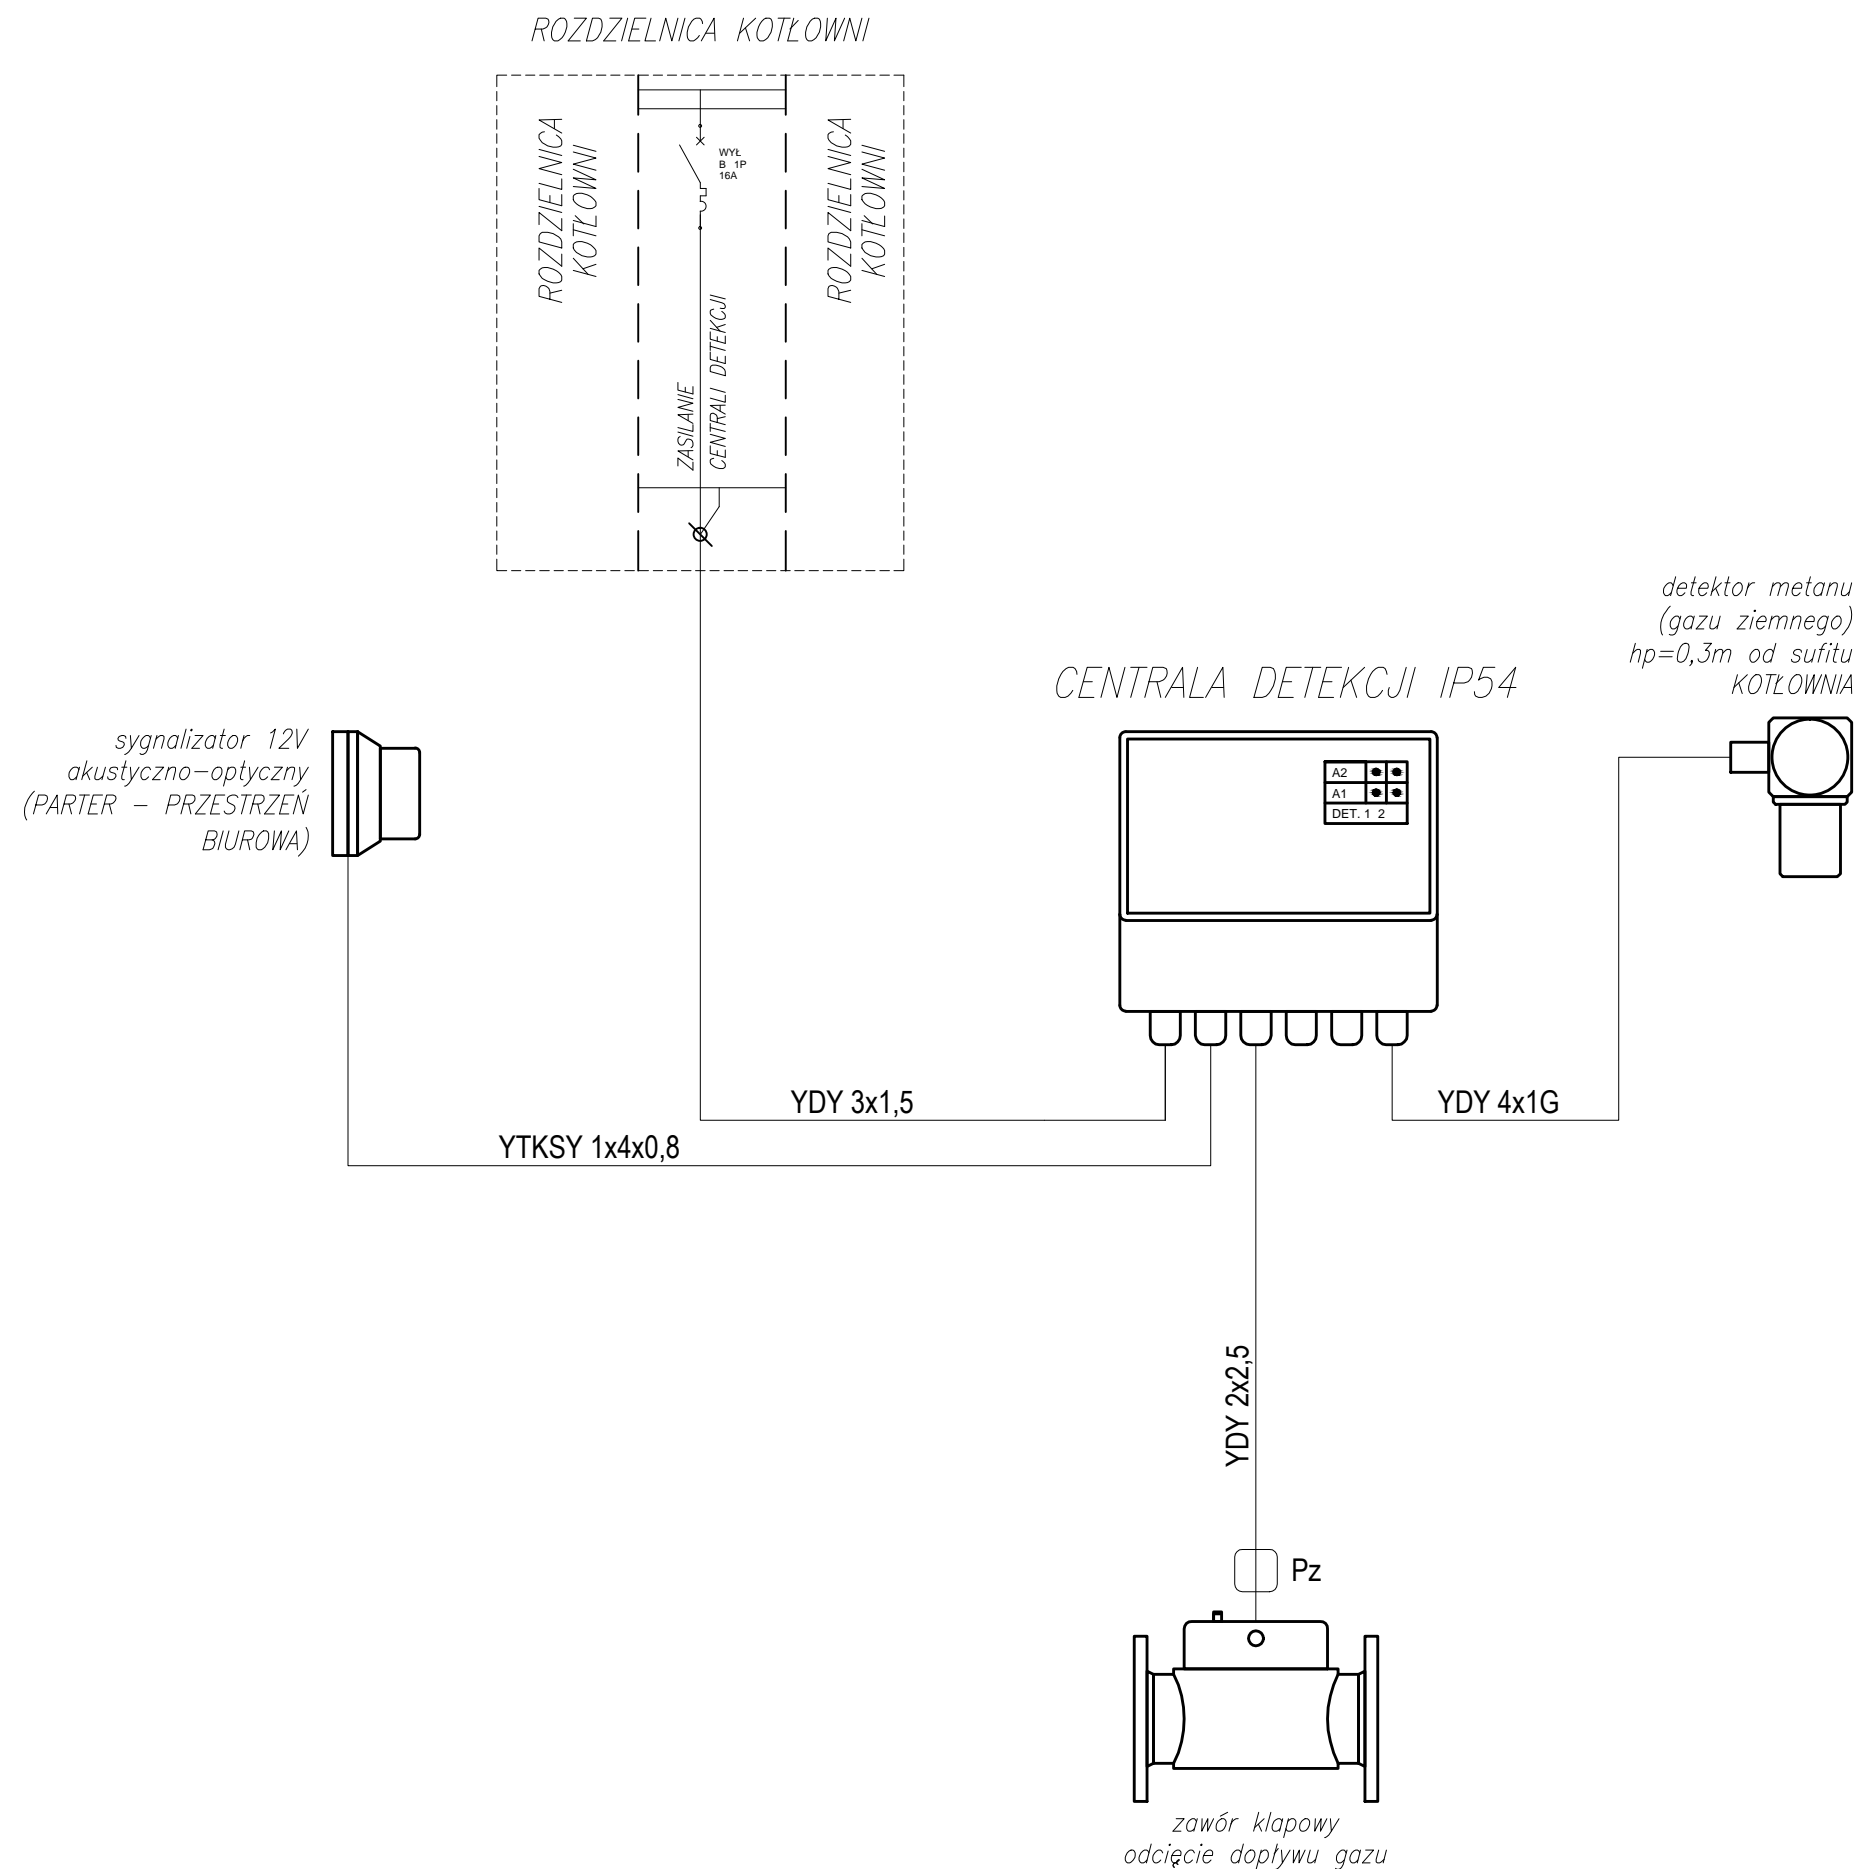 ROZDZIELNICA KOTŁOWNI
ROZDZIELNICA
KOTŁOWNI
WYŁ
B 1P
16A
ROZDZIELNICA
KOTŁOWNI
ZASILANIE
CENTRALI DETEKCJI
detektor metanu
(gazu ziemnego)
hp=0,3m od sufitu
KOTŁOWNIA
CENTRALA DETEKCJI IP54
sygnalizator 12V
akustyczno-optyczny
(PARTER - PRZESTRZEŃ
BIUROWA)
A2
A1
DET. 1 2
YDY 3x1,5
YDY 4x1G
YTKSY 1x4x0,8
YDY 2x2,5
Pz
zawór klapowy
odcięcie dopływu gazu